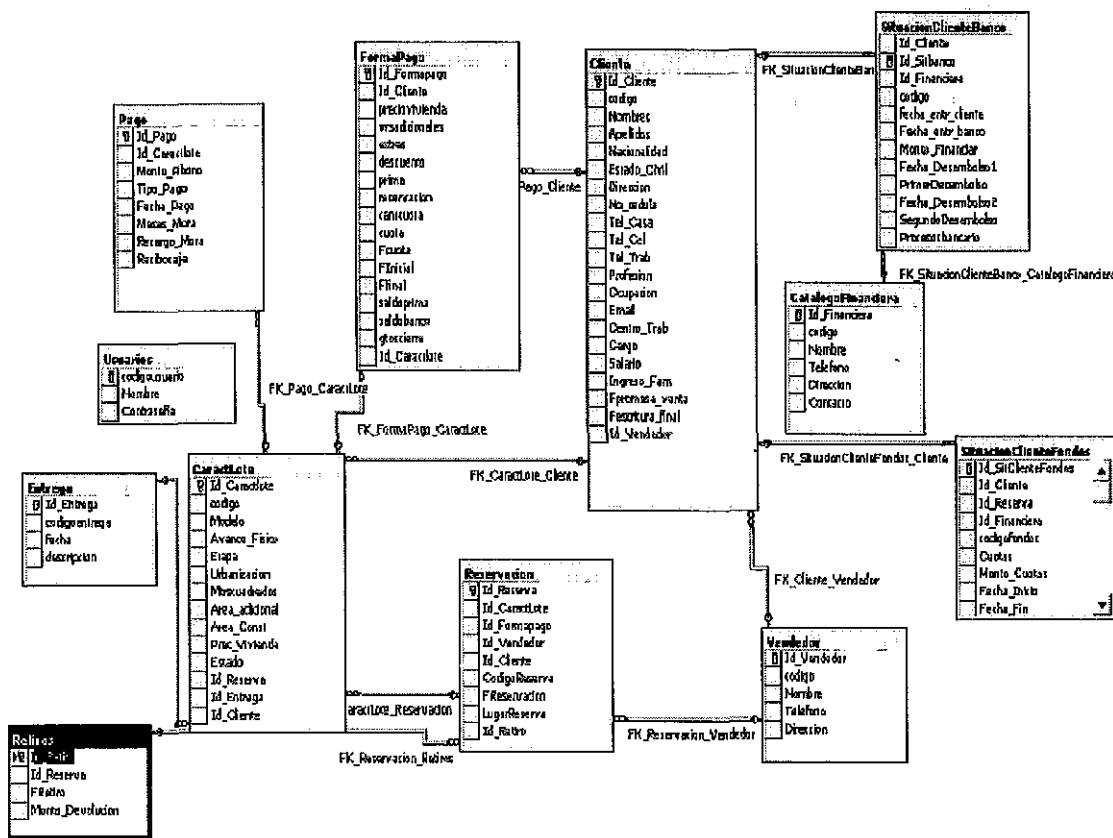 FormaPago
Id_Formapago
Id_Cliente
preciovivienda
vrsadicionales
extras
descuento
prima
reservacion
cantcuota
cuota
Fcuota
FInicial
Ffinal
saldoprima
saldobanco
gtoscierre
Id_Caractlote
Cliente
Id_Cliente
codigo
Nombres
Apellidos
Nacionalidad
Estado_Civil
Direccion
No_cedula
Tel_Casa
Tel_Cel
Tel_Trab
Profesion
Ocupacion
Email
Centro_Trab
Cargo
Salario
Ingreso_Fam
Fpromesa_venta
Fescritura_final
Id_Vendedor
SituacionClienteBanco
Id_Cliente
Id_Sitbanco
Id_Financiera
codigo
fecha_entr_cliente
Fecha_entr_banco
Monto_Financiar
Fecha_Desembolso1
PrimerDesembolso
Fecha_Desembolso2
SegundoDesembolso
Procesobancario
FK_SituacionClienteBan
Pago
Id_Pago
Id_Caractlote
Monto_Abono
Tipo_Pago
Fecha_Pago
Meses_Mora
Recargo_Mora
Recibocaja
Pago_Cliente
FK_SituacionClienteBanco_CatalogoFinanciera
CatalogoFinanciera
Id_Financiera
codigo
Nombre
Telefono
Direccion
Contacto
Usuarios
codigousuario
Nombre
Contraseña
FK_Pago_CaractLote
FK_FormaPago_CaractLote
FK_CaractLote_Cliente
FK_SituacionClienteFondos_Cliente
Entrega
Id_Entrega
codigoentrega
Fecha
descripcion
CaractLote
Id_Caractlote
codigo
Modelo
Avance_Fisico
Etapa
Urbanizacion
Area_adicional
Area_Const
Prec_Vivienda
Estado
Id_Reserva
Id_Entrega
Id_Cliente
SituacionClienteFondos
Id_SitClienteFondos
Id_Cliente
Id_Reserva
Id_Financiera
codigofondos
Cuotas
Monto_Cuotas
Fecha_Inicio
Fecha_Fin
Reservacion
Id_Reserva
Id_CaractLote
Id_Formapago
Id_Vendedor
Id_Cliente
CodigoReserva
FReservacion
LugarReserva
Id_Retiro
FK_Cliente_Vendedor
Vendedor
Id_Vendedor
codigo
Nombre
Telefono
Direccion
aractLote_Reservacion
FK_Reservacion_Retiros
FK_Reservacion_Vendedor
Retiros
Id_Reserva
FRetiro
Monto_Devolucion